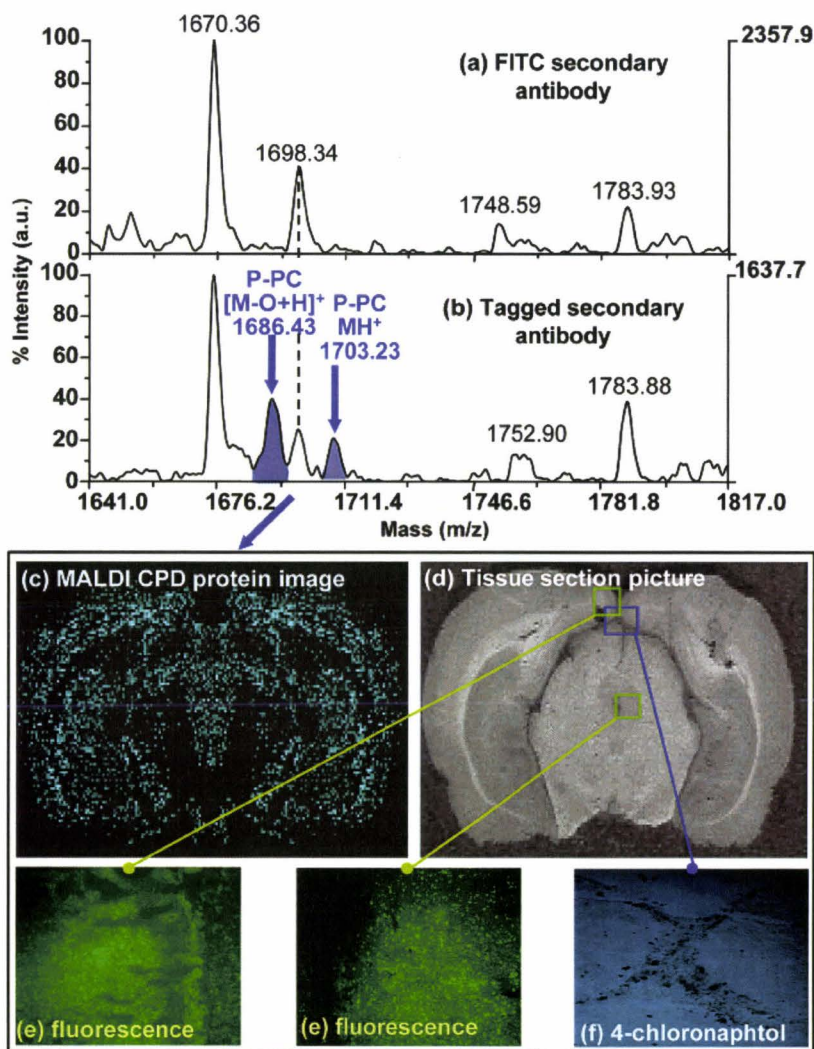 1670.36
2357.9
100
(a) FITC secondary
antibody
80
60
1698.34
40
1748.59
1783.93
20
0
% Intensity (a.u.)
100
P-PC
[M-O+H]⁺
1686.43
P-PC
MH⁺
1703.23
1637.7
(b) Tagged secondary
antibody
80
60
1783.88
40
1752.90
20
0
1641.0 1676.2 1711.4 1746.6 1781.8 1817.0
Mass (m/z)
(c) MALDI CPD protein image
(d) Tissue section picture
(e) fluorescence
(e) fluorescence
(f) 4-chloronaphtol